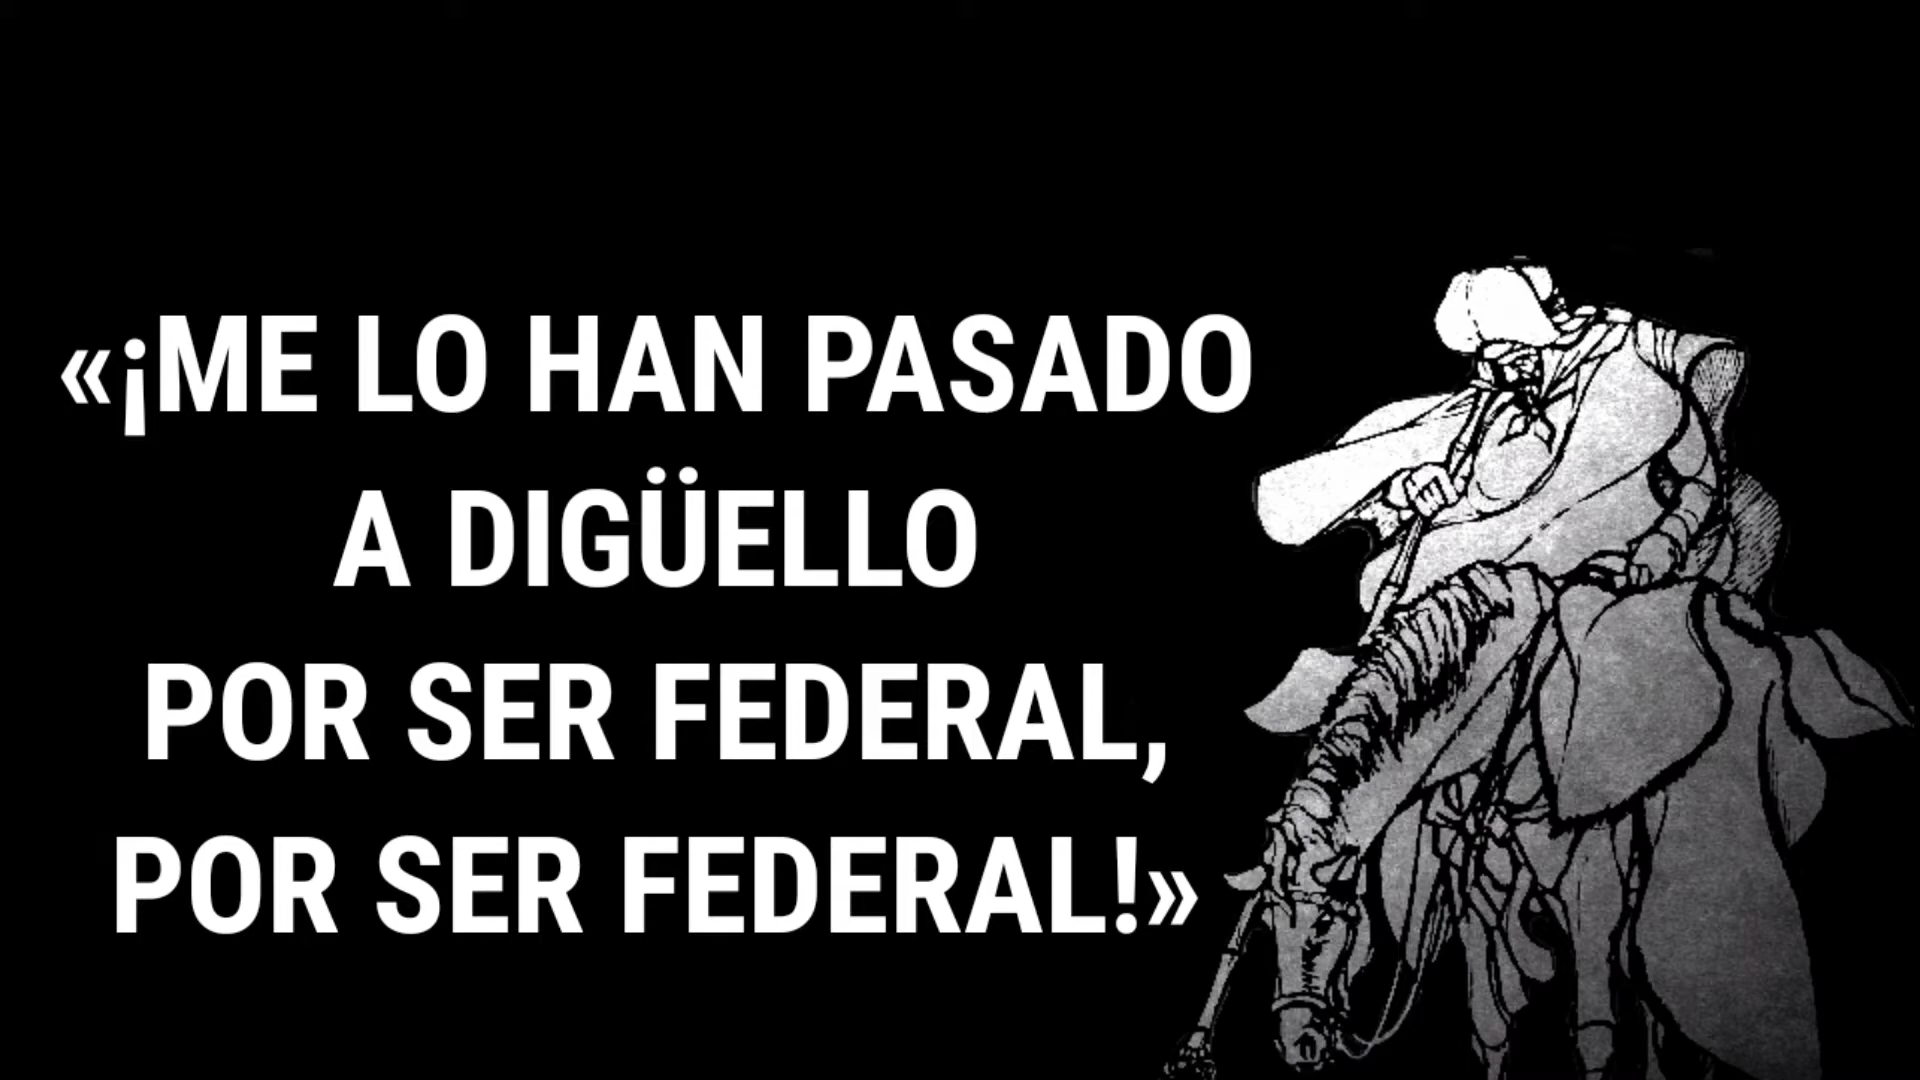 «¡ME LO HAN PASADO
A DIGÜELLO
POR SER FEDERAL,
POR SER FEDERAL!»